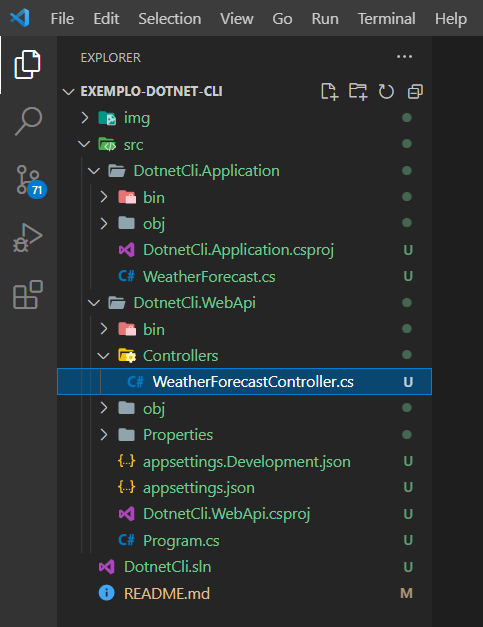 File Edit Selection View Go Run Terminal Help
EXPLORER
EXEMPLO-DOTNET-CLI
img
src
DotnetCli.Application
bin
obj
DotnetCli.Application.csproj U
C# WeatherForecast.cs U
DotnetCli.WebApi
bin
Controllers
C# WeatherForecastController.cs U
obj
Properties
{..} appsettings.Development.json U
{..} appsettings.json U
DotnetCli.WebApi.csproj U
C# Program.cs U
DotnetCli.sln U
README.md M
71